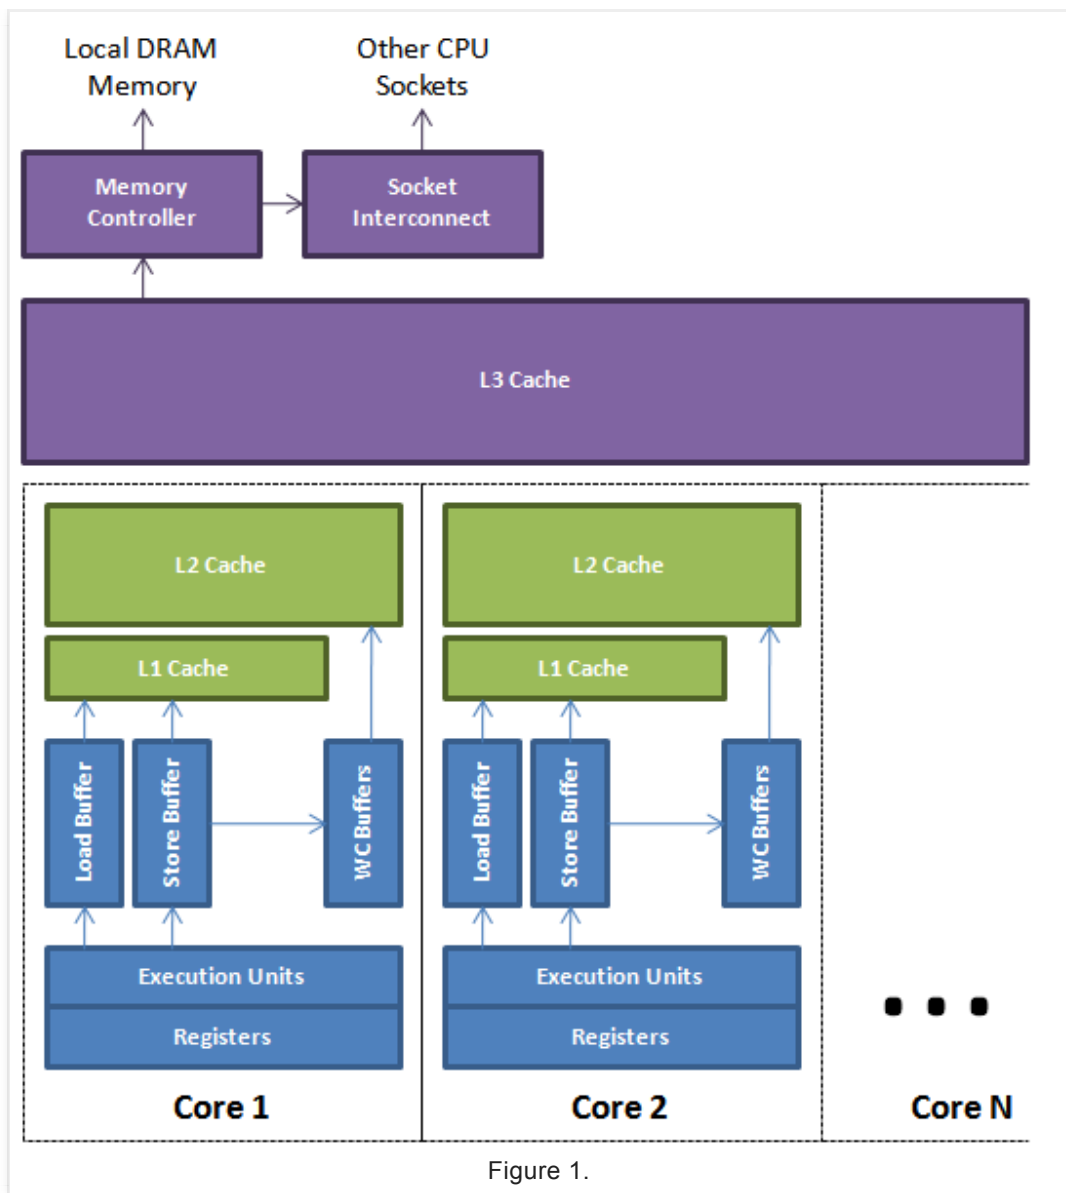 Local DRAM
Memory
Other CPU
Sockets
Memory
Controller
Socket
Interconnect
L3 Cache
L2 Cache
L1 Cache
Load Buffer
Store Buffer
WC Buffers
Execution Units
Registers
Core 1
L2 Cache
L1 Cache
Load Buffer
Store Buffer
WC Buffers
Execution Units
Registers
Core 2
...
Core N
Figure 1.